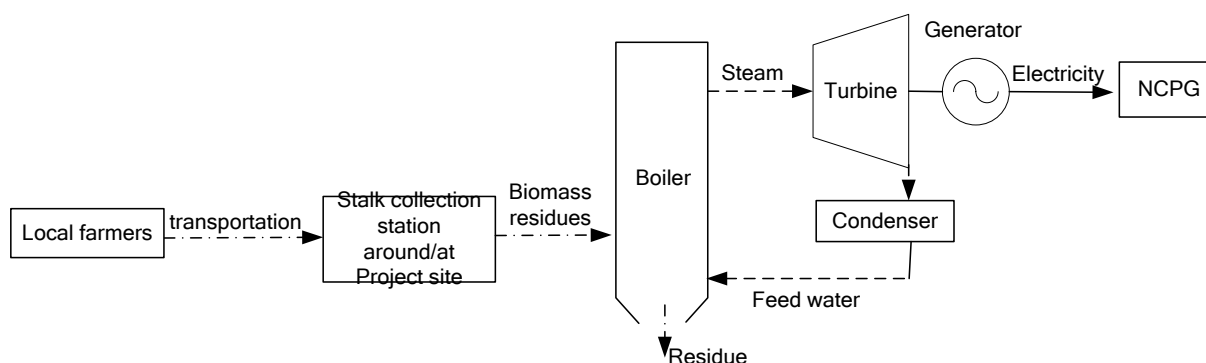 Generator
Steam
Electricity
Turbine
NCPG
Boiler
Biomass
residues
Stalk collection
station
around/at
Project site
transportation
Local farmers
Condenser
Feed water
Residue